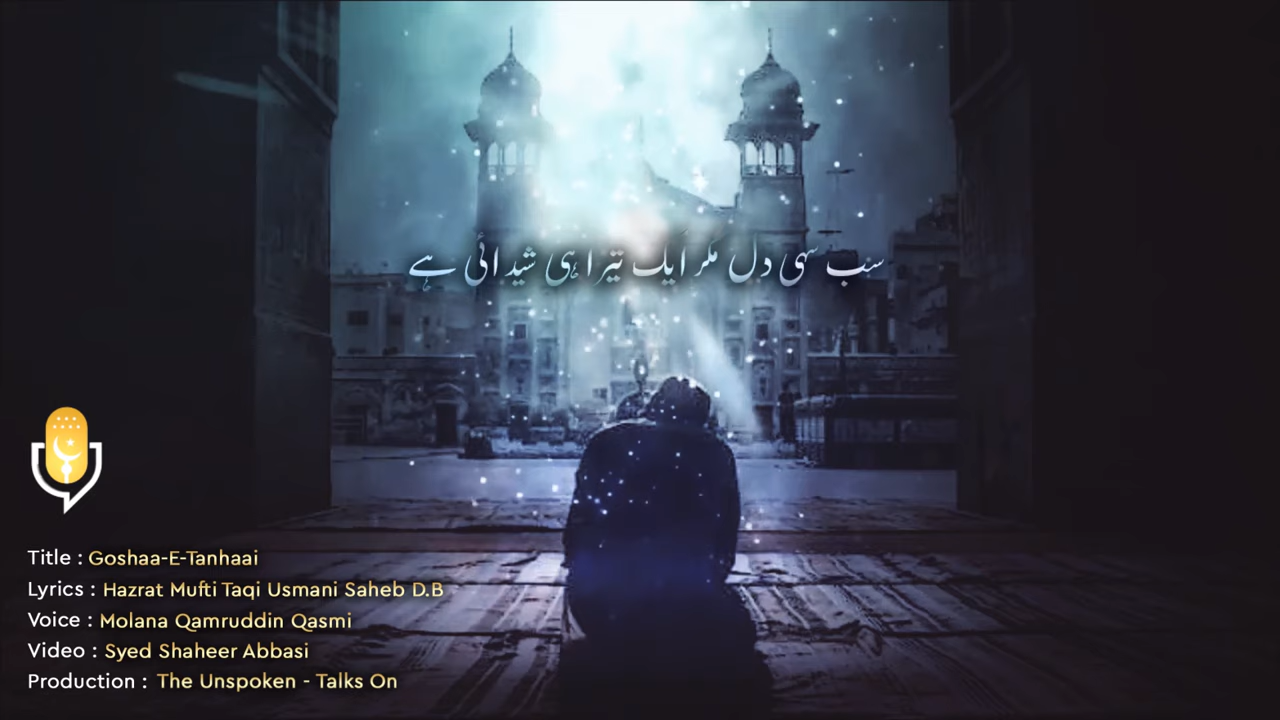 سب سہی دل مگر ایک تیرا ہی شیدائی ہے
Title : Goshaa-E-Tanhaai
Lyrics : Hazrat Mufti Taqi Usmani Saheb D.B
Voice : Molana Qamruddin Qasmi
Video : Syed Shaheer Abbasi
Production : The Unspoken - Talks On